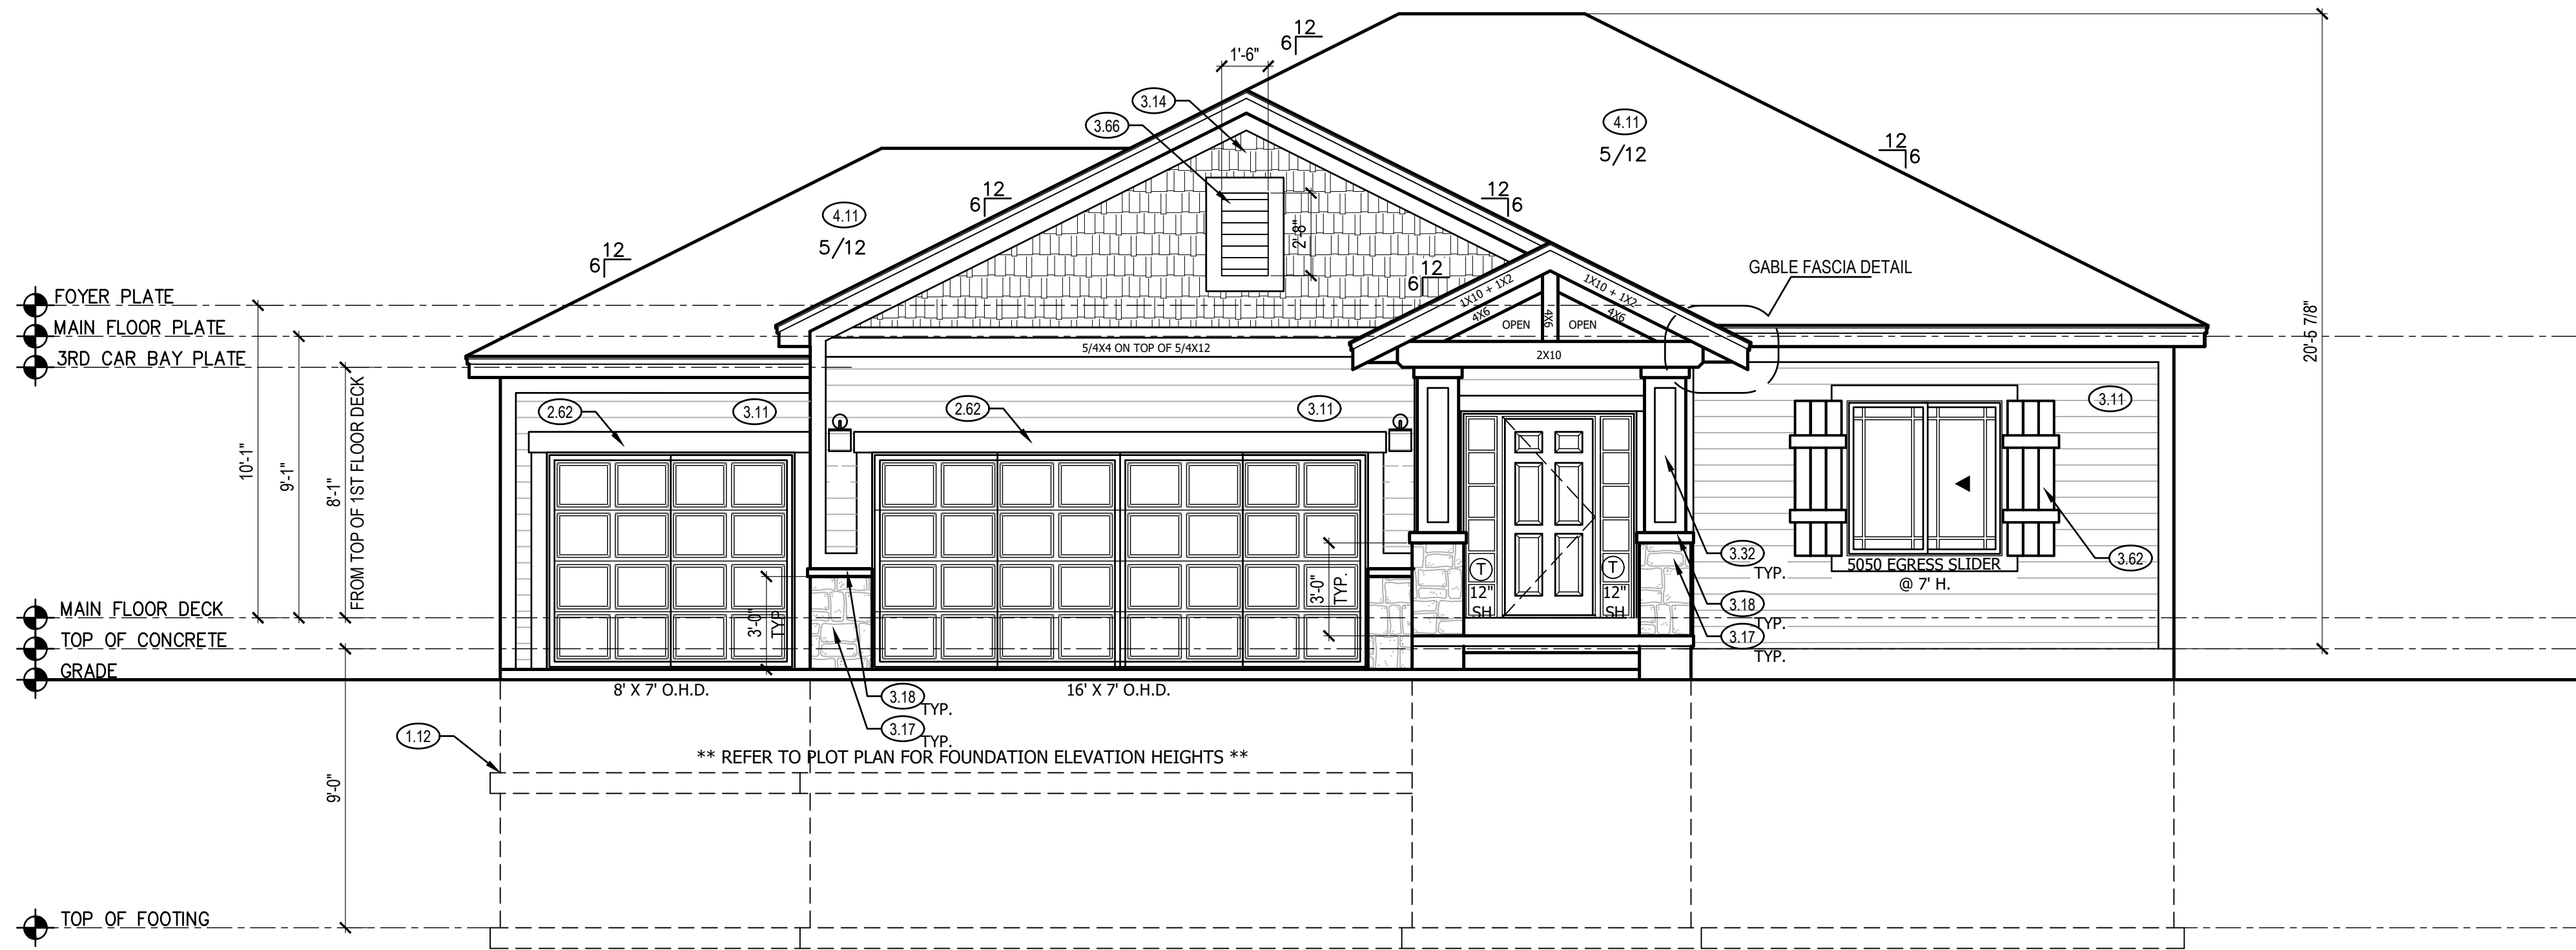 12
6
1'-6"
3.14
3.66
4.11
5/12
12
6
12
6
12
6
4.11
5/12
12
6
2'-8"
12
6
GABLE FASCIA DETAIL
FOYER PLATE
MAIN FLOOR PLATE
3RD CAR BAY PLATE
1X10 + 1X2
1X10 + 1X2
4X6
4X6
4X6
OPEN
OPEN
5/4X4 ON TOP OF 5/4X12
2X10
20'-5 7/8"
10'-1"
9'-1"
8'-1"
FROM TOP OF 1ST FLOOR DECK
2.62
3.11
2.62
3.11
3.11
3.32
TYP.
3.62
5050 EGRESS SLIDER
@ 7' H.
T
12"
SH
T
12"
SH
3'-0"
TYP.
3'-0"
TYP.
3.18
TYP.
3.17
TYP.
MAIN FLOOR DECK
TOP OF CONCRETE
GRADE
8' X 7' O.H.D.
16' X 7' O.H.D.
3.18
TYP.
3.17
TYP.
1.12
** REFER TO PLOT PLAN FOR FOUNDATION ELEVATION HEIGHTS **
9'-0"
TOP OF FOOTING